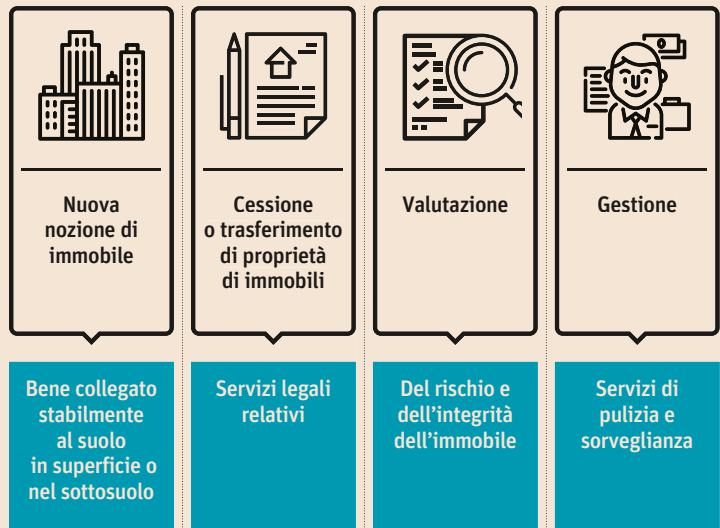 Nuova
nozione di
immobile
Cessione
o trasferimento
di proprietà
di immobili
Valutazione
Gestione
Bene collegato
stabilmente
al suolo
in superficie o
nel sottosuolo
Servizi legali
relativi
Del rischio e
dell’integrità
dell’immobile
Servizi di
pulizia e
sorveglianza